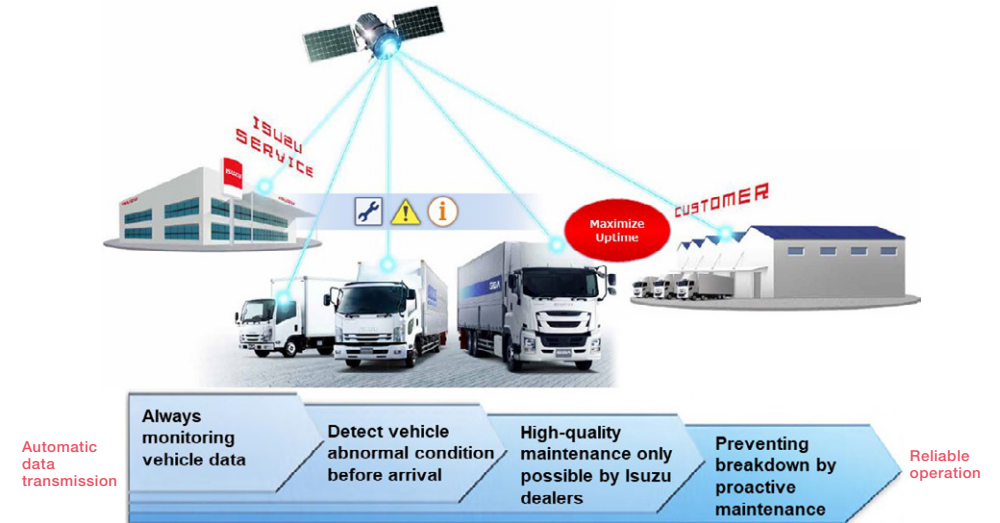 ISUZU
SERVICE
ISUZU
CUSTOMER
Maximize
Uptime
Automatic
data
transmission
Always
monitoring
vehicle data
Detect vehicle
abnormal condition
before arrival
High-quality
maintenance only
possible by Isuzu
dealers
Preventing
breakdown by
proactive
maintenance
Reliable
operation